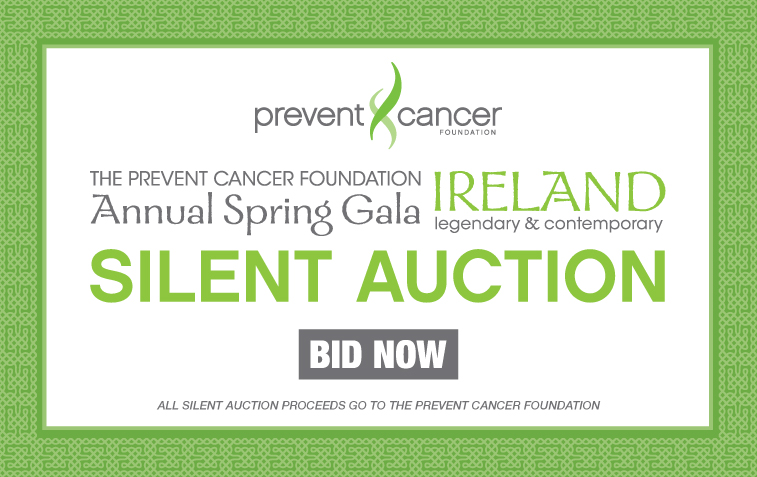 prevent cancer
FOUNDATION
THE PREVENT CANCER FOUNDATION
Annual Spring Gala
IRELAND
legendary & contemporary
SILENT AUCTION
BID NOW
ALL SILENT AUCTION PROCEEDS GO TO THE PREVENT CANCER FOUNDATION